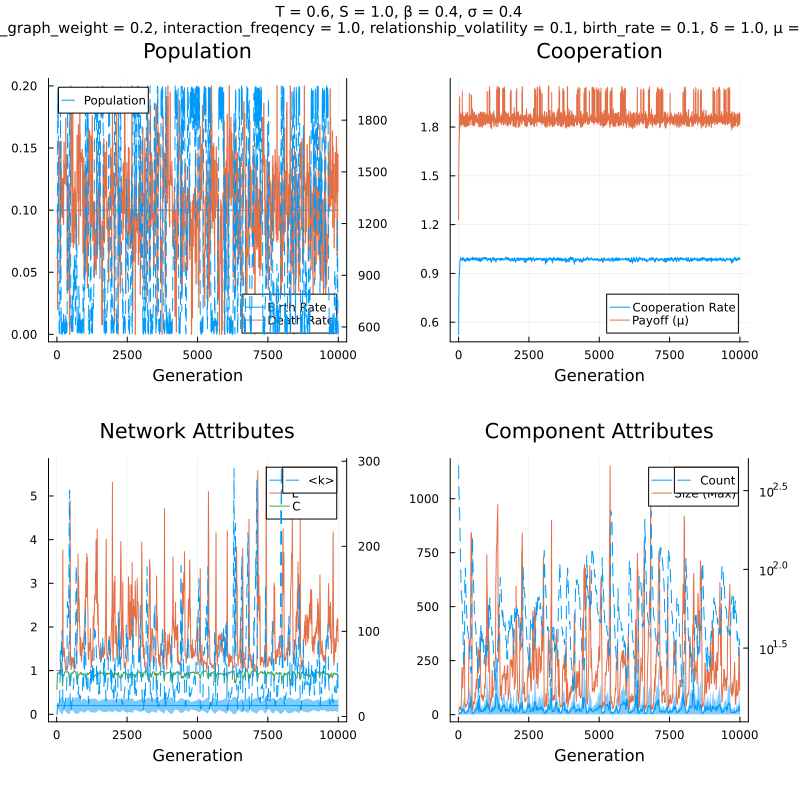 T = 0.6, S = 1.0, β = 0.4, σ = 0.4
_graph_weight = 0.2, interaction_freqency = 1.0, relationship_volatility = 0.1, birth_rate = 0.1, δ = 1.0, μ =
Population
Cooperation
0.20
0.15
0.10
0.05
0.00
1800
1500
1200
900
600
Population
Birth Rate
Death Rate
0
2500
5000
7500
10000
Generation
1.8
1.5
1.2
0.9
0.6
Cooperation Rate
Payoff (μ)
0
2500
5000
7500
10000
Generation
Network Attributes
Component Attributes
5
4
3
2
1
0
300
200
100
0
<k>
C
0
2500
5000
7500
10000
Generation
1000
750
500
250
0
10^2.5
10^2.0
10^1.5
Count
Size (Max)
0
2500
5000
7500
10000
Generation